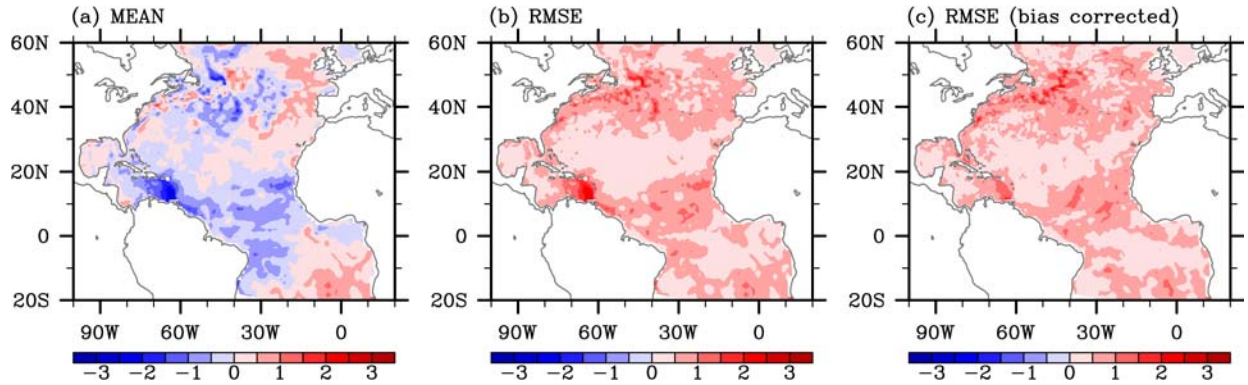 (a) MEAN
(b) RMSE
(c) RMSE (bias corrected)
60N 60N 60N
40N 40N 40N
20N 20N 20N
0 0 0
20S 20S 20S
90W 60W 30W 0 90W 60W 30W 0 90W 60W 30W 0
−3 −2 −1 0 1 2 3 −3 −2 −1 0 1 2 3 −3 −2 −1 0 1 2 3